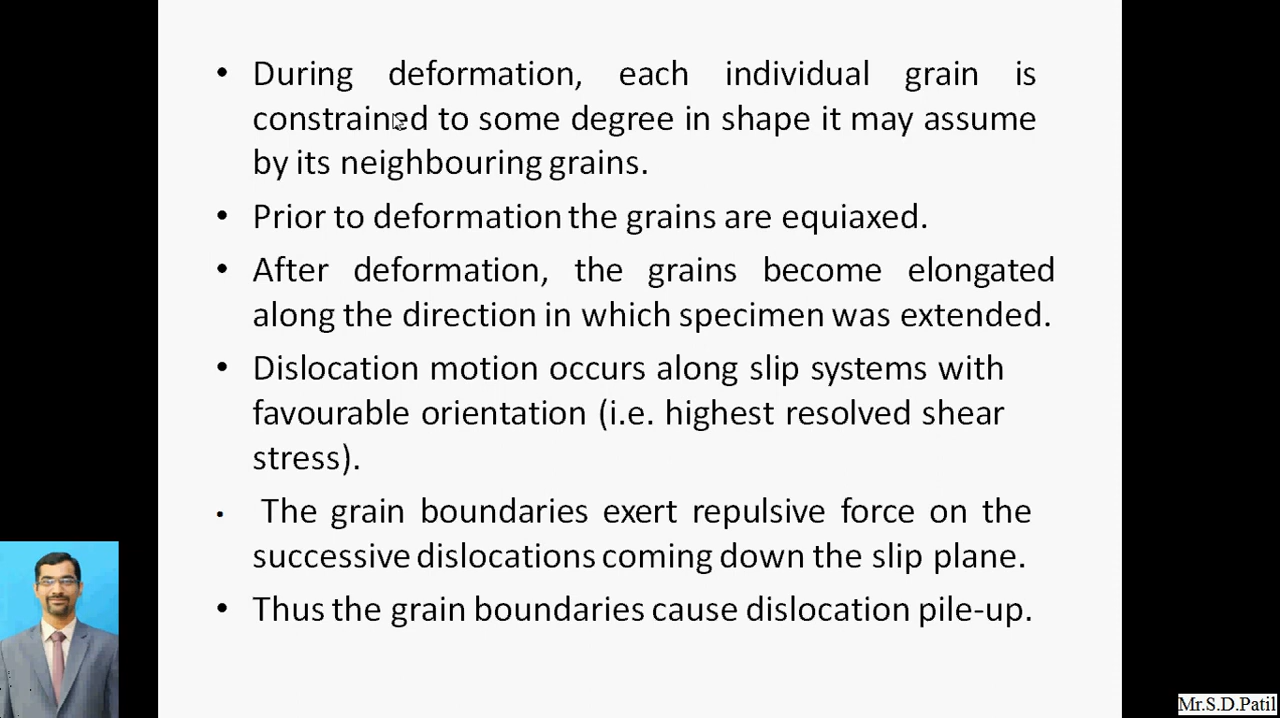 • During deformation, each individual grain is
constrained to some degree in shape it may assume
by its neighbouring grains.
• Prior to deformation the grains are equiaxed.
• After deformation, the grains become elongated
along the direction in which specimen was extended.
• Dislocation motion occurs along slip systems with
favourable orientation (i.e. highest resolved shear
stress).
• The grain boundaries exert repulsive force on the
successive dislocations coming down the slip plane.
• Thus the grain boundaries cause dislocation pile-up.
Mr.S.D.Patil